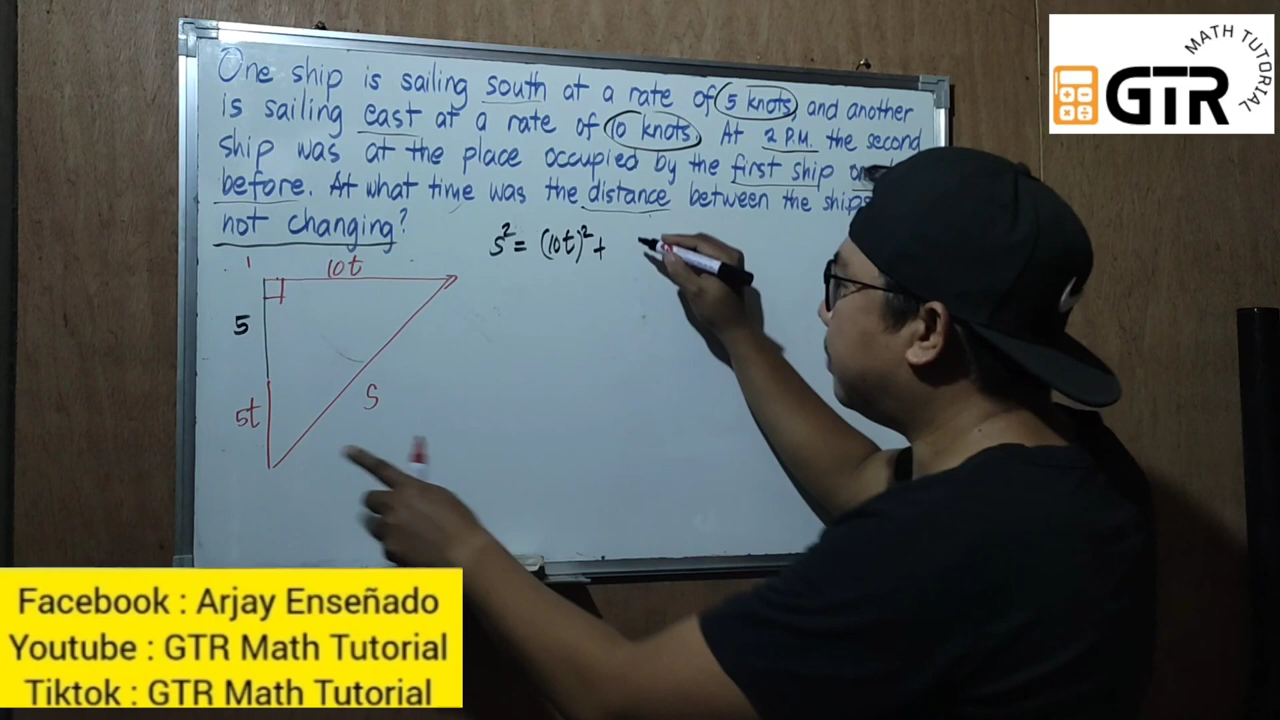 One ship is sailing south at a rate of 5 knots, and another
is sailing east at a rate of 10 knots. At 2 P.M. the second
ship was at the place occupied by the first ship
before. At what time was the distance between the ships
not changing?
s² = (10t)² +
10t
5
5t
S
MATH TUTORIAL
GTR
Facebook : Arjay Enseñado
Youtube : GTR Math Tutorial
Tiktok : GTR Math Tutorial